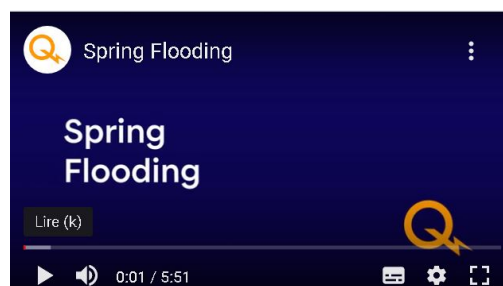 Spring Flooding
Spring
Flooding
Lire (k)
0:01 / 5:51